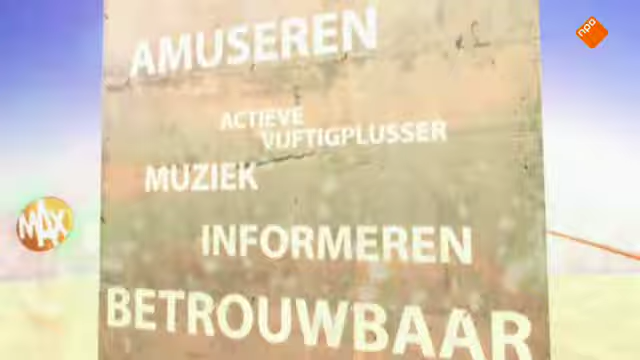 npo
AMUSEREN
ACTIEVE
VIJFTIGPLUSSER
MUZIEK
MAX
INFORMEREN
BETROUWBAAR